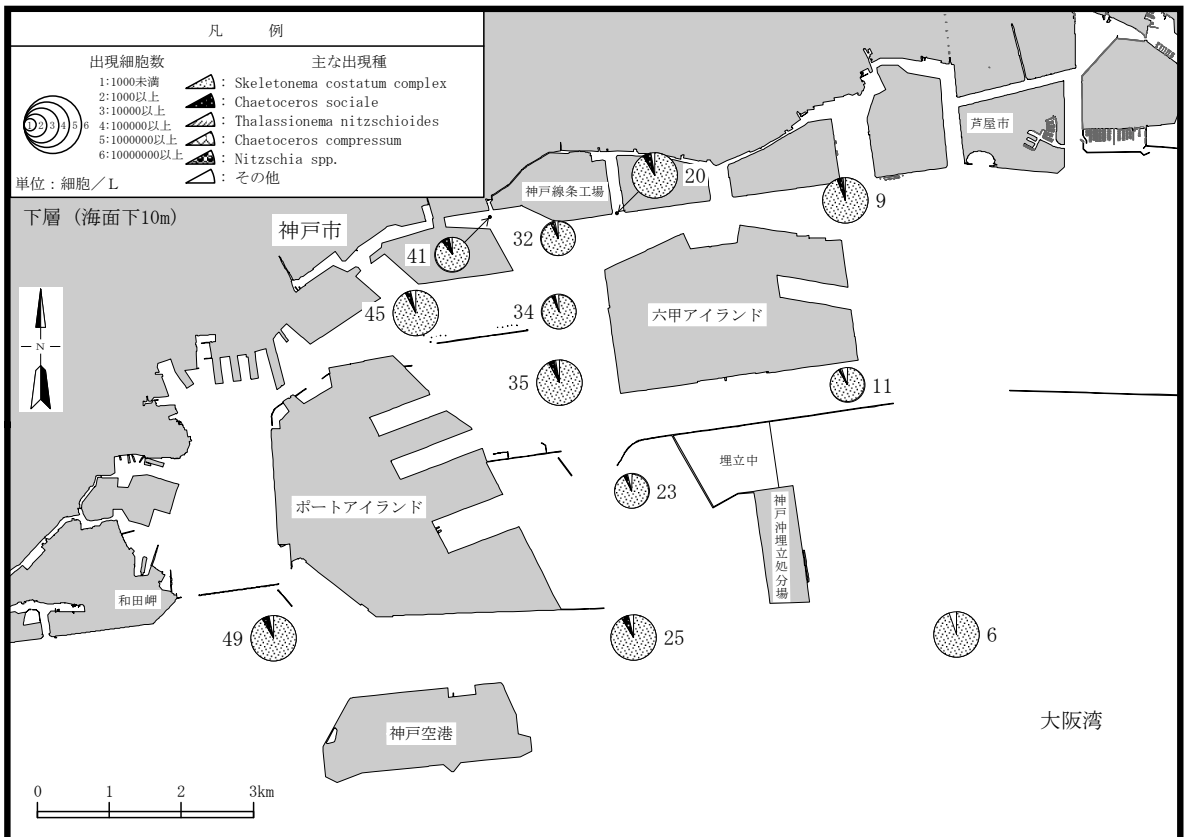 凡　　　例
出現細胞数
主な出現種
1:1000未満
2:1000以上
3:10000以上
4:100000以上
5:1000000以上
6:10000000以上
1 2 3 4 5 6
: Skeletonema costatum complex
: Chaetoceros sociale
: Thalassionema nitzschioides
: Chaetoceros compressum
: Nitzschia spp.
: その他
単位：細胞／L
下層（海面下10m）
芦屋市
20
神戸線条工場
9
神戸市
32
41
45
34
六甲アイランド
N
35
11
埋立中
23
ポートアイランド
神戸沖埋立処分場
和田岬
49
25
6
大阪湾
神戸空港
0 1 2 3km